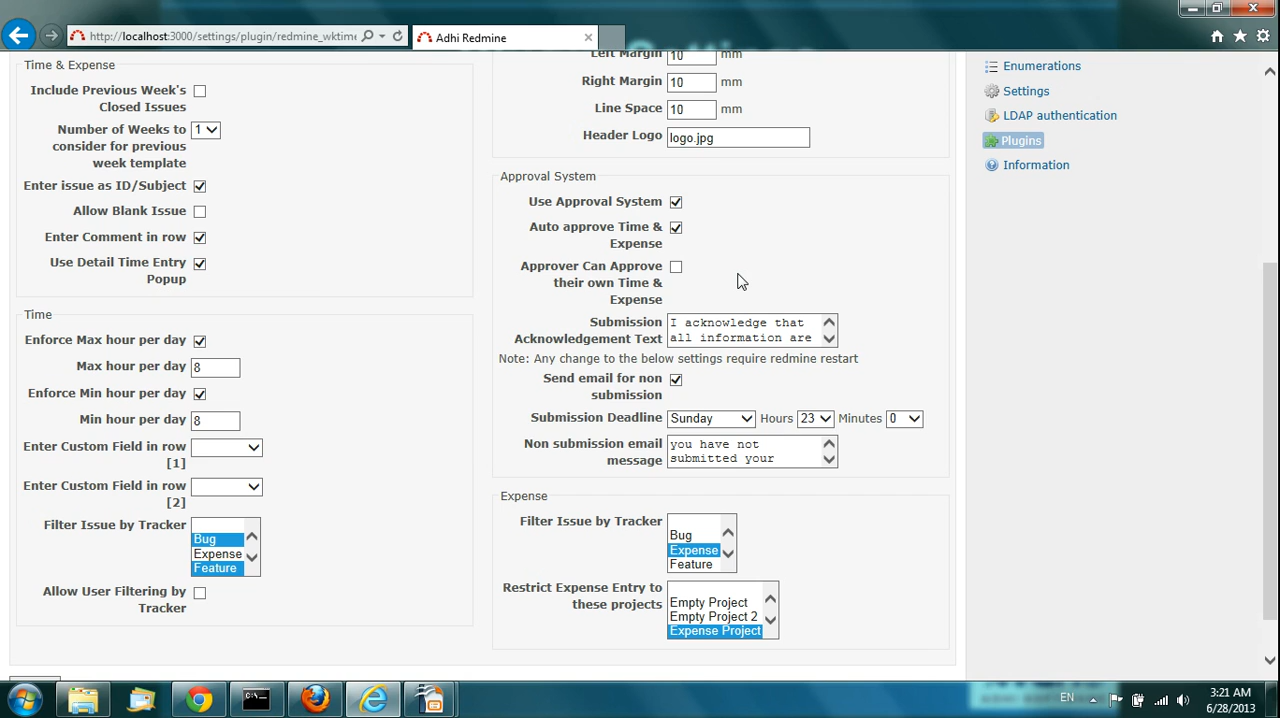 http://localhost:3000/settings/plugin/redmine_wktime
Adhi Redmine
Time & Expense
Include Previous Week's
Closed Issues
Number of Weeks to
consider for previous
week template
1
Enter issue as ID/Subject
Allow Blank Issue
Enter Comment in row
Use Detail Time Entry
Popup
Time
Enforce Max hour per day
Max hour per day 8
Enforce Min hour per day
Min hour per day 8
Enter Custom Field in row
[1]
Enter Custom Field in row
[2]
Filter Issue by Tracker
Bug
Expense
Feature
Allow User Filtering by
Tracker
Left Margin 10 mm
Right Margin 10 mm
Line Space 10 mm
Header Logo logo.jpg
Approval System
Use Approval System
Auto approve Time &
Expense
Approver Can Approve
their own Time &
Expense
Submission
Acknowledgement Text
I acknowledge that
all information are
Note: Any change to the below settings require redmine restart
Send email for non
submission
Submission Deadline Sunday Hours 23 Minutes 0
Non submission email
message
you have not
submitted your
Expense
Filter Issue by Tracker
Bug
Expense
Feature
Restrict Expense Entry to
these projects
Empty Project
Empty Project 2
Expense Project
Enumerations
Settings
LDAP authentication
Plugins
Information
EN
3:21 AM
6/28/2013